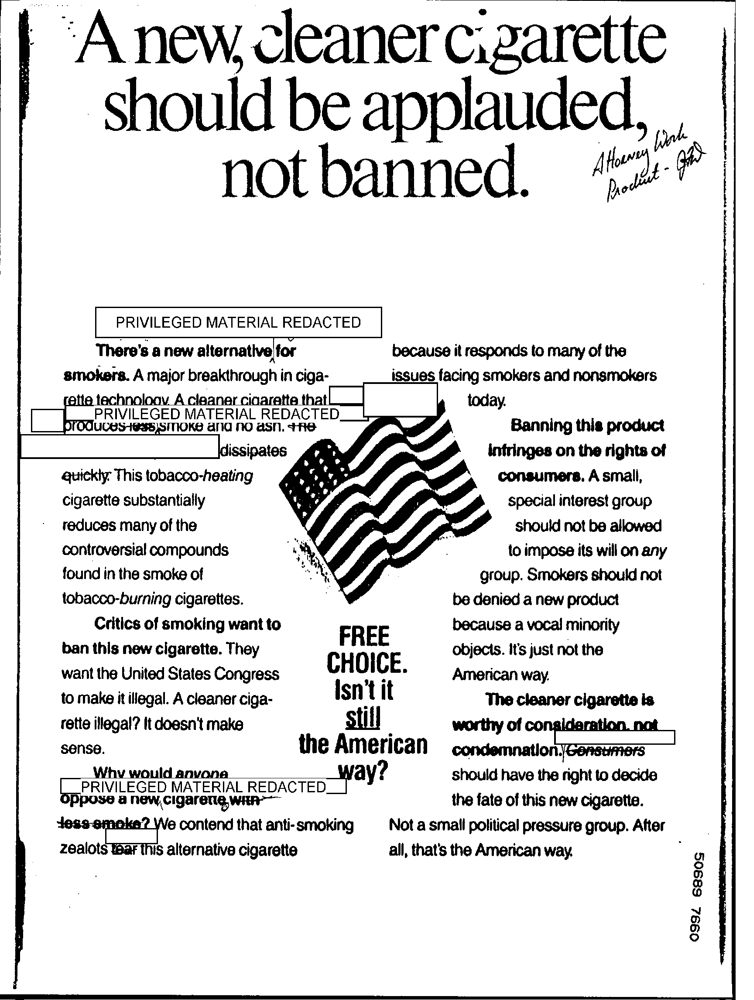 A new, cleaner cigarette
should be applauded,
not banned.
Attorney Work
Product -
PRIVILEGED MATERIAL REDACTED
There's a new alternative for
smokers. A major breakthrough in ciga-
rette technology. A cleaner cigarette that
PRIVILEGED MATERIAL REDACTED
produces less smoke and no ash. The
dissipates
quickly. This tobacco-heating
cigarette substantially
reduces many of the
controversial compounds
found in the smoke of
tobacco-burning cigarettes.
Critics of smoking want to
ban this new cigarette. They
want the United States Congress
to make it illegal. A cleaner ciga-
rette illegal? It doesn't make
sense.
Why would anyone
PRIVILEGED MATERIAL REDACTED
oppose a new, cigarette with
less smoke? We contend that anti-smoking
zealots fear this alternative cigarette
FREE
CHOICE.
Isn't it
still
the American
way?
because it responds to many of the
issues facing smokers and nonsmokers
today.
Banning this product
infringes on the rights of
consumers. A small,
special interest group
should not be allowed
to impose its will on any
group. Smokers should not
be denied a new product
because a vocal minority
objects. It's just not the
American way.
The cleaner cigarette is
worthy of consideration, not
condemnation. Consumers
should have the right to decide
the fate of this new cigarette.
Not a small political pressure group. After
all, that's the American way.
50689 7660